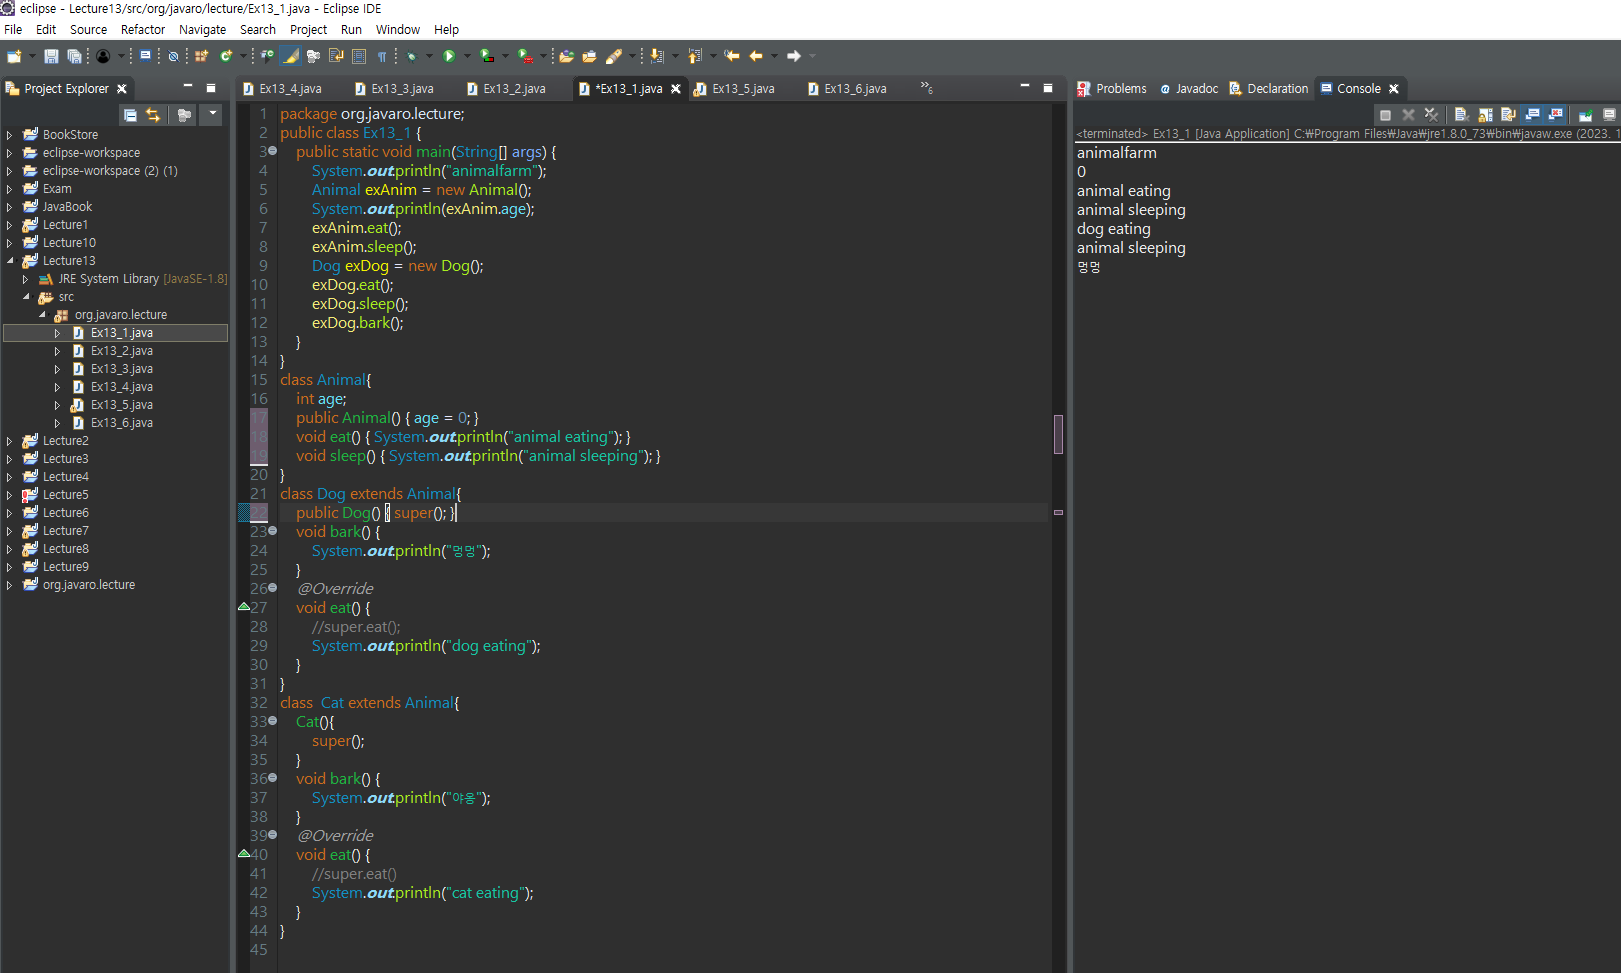 eclipse - Lecture13/src/org/javaro/lecture/Ex13_1.java - Eclipse IDE
File Edit Source Refactor Navigate Search Project Run Window Help
Project Explorer
BookStore
eclipse-workspace
eclipse-workspace (2) (1)
Exam
JavaBook
Lecture1
Lecture10
Lecture13
JRE System Library [JavaSE-1.8]
src
org.javaro.lecture
Ex13_1.java
Ex13_2.java
Ex13_3.java
Ex13_4.java
Ex13_5.java
Ex13_6.java
Lecture2
Lecture3
Lecture4
Lecture5
Lecture6
Lecture7
Lecture8
Lecture9
org.javaro.lecture
Ex13_4.java Ex13_3.java Ex13_2.java *Ex13_1.java Ex13_5.java Ex13_6.java »6
1 package org.javaro.lecture;
2 public class Ex13_1 {
3 public static void main(String[] args) {
4 System.out.println("animalfarm");
5 Animal exAnim = new Animal();
6 System.out.println(exAnim.age);
7 exAnim.eat();
8 exAnim.sleep();
9 Dog exDog = new Dog();
10 exDog.eat();
11 exDog.sleep();
12 exDog.bark();
13 }
14 }
15 class Animal{
16 int age;
17 public Animal() { age = 0; }
18 void eat() { System.out.println("animal eating"); }
19 void sleep() { System.out.println("animal sleeping"); }
20 }
21 class Dog extends Animal{
22 public Dog() { super(); }
23 void bark() {
24 System.out.println("멍멍");
25 }
26 @Override
27 void eat() {
28 //super.eat();
29 System.out.println("dog eating");
30 }
31 }
32 class  Cat extends Animal{
33 Cat(){
34 super();
35 }
36 void bark() {
37 System.out.println("야옹");
38 }
39 @Override
40 void eat() {
41 //super.eat()
42 System.out.println("cat eating");
43 }
44 }
45
Problems Javadoc Declaration Console
<terminated> Ex13_1 [Java Application] C:₩Program Files₩Java₩jre1.8.0_73₩bin₩javaw.exe (2023. 1
animalfarm
0
animal eating
animal sleeping
dog eating
animal sleeping
멍멍